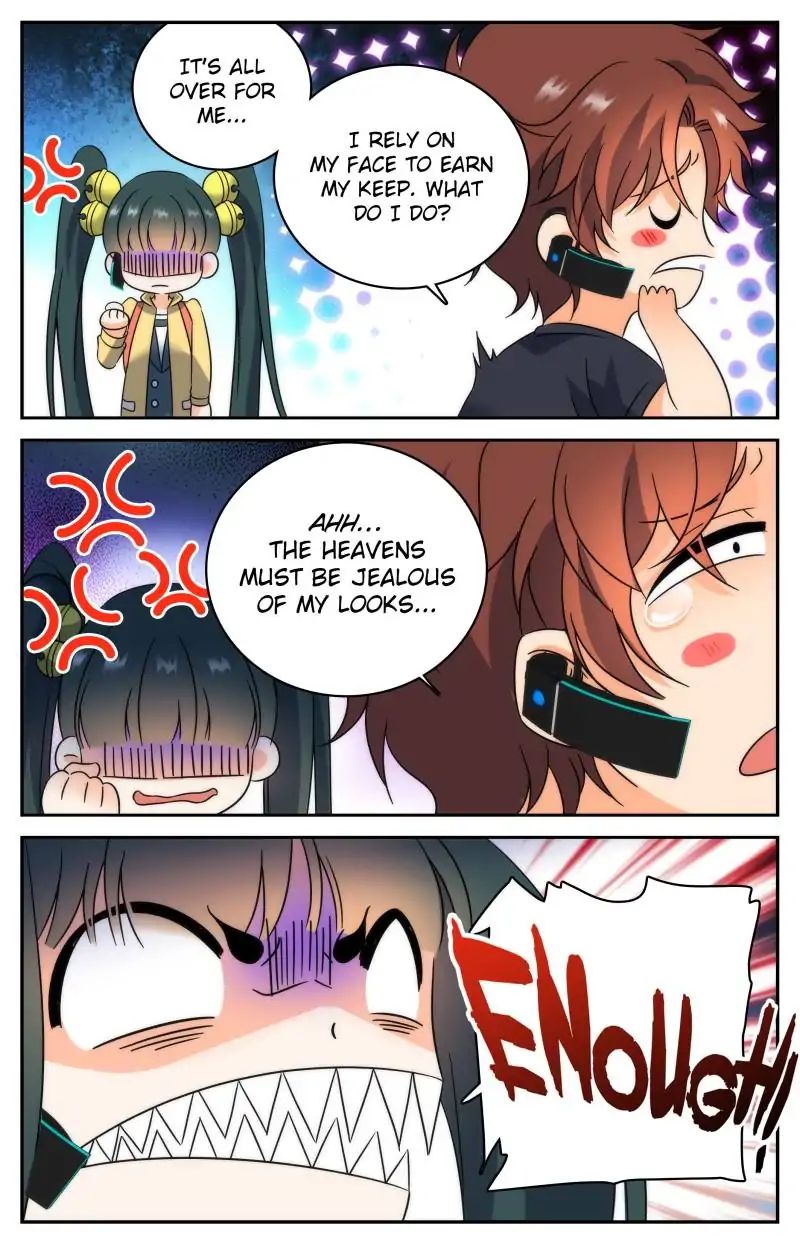 IT'S ALL
OVER FOR
ME...
I RELY ON
MY FACE TO EARN
MY KEEP. WHAT
DO I DO?
AHH...
THE HEAVENS
MUST BE JEALOUS
OF MY LOOKS...
ENOUGH!